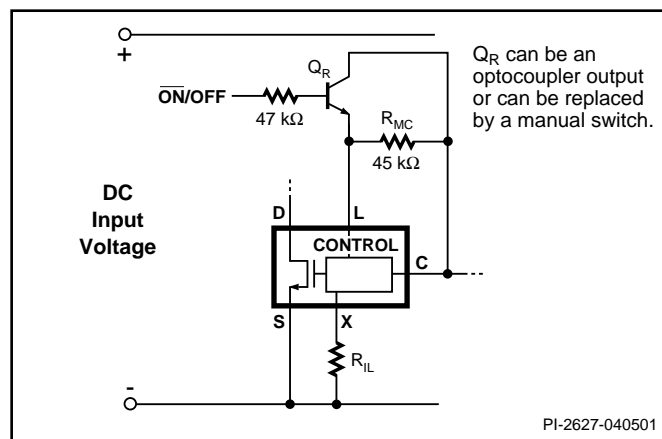 +
Q_R
Q_R can be an
optocoupler output
or can be replaced
by a manual switch.
ON/OFF
47 kΩ
R_MC
45 kΩ
DC
Input
Voltage
D
L
CONTROL
C
S
X
R_IL
-
PI-2627-040501